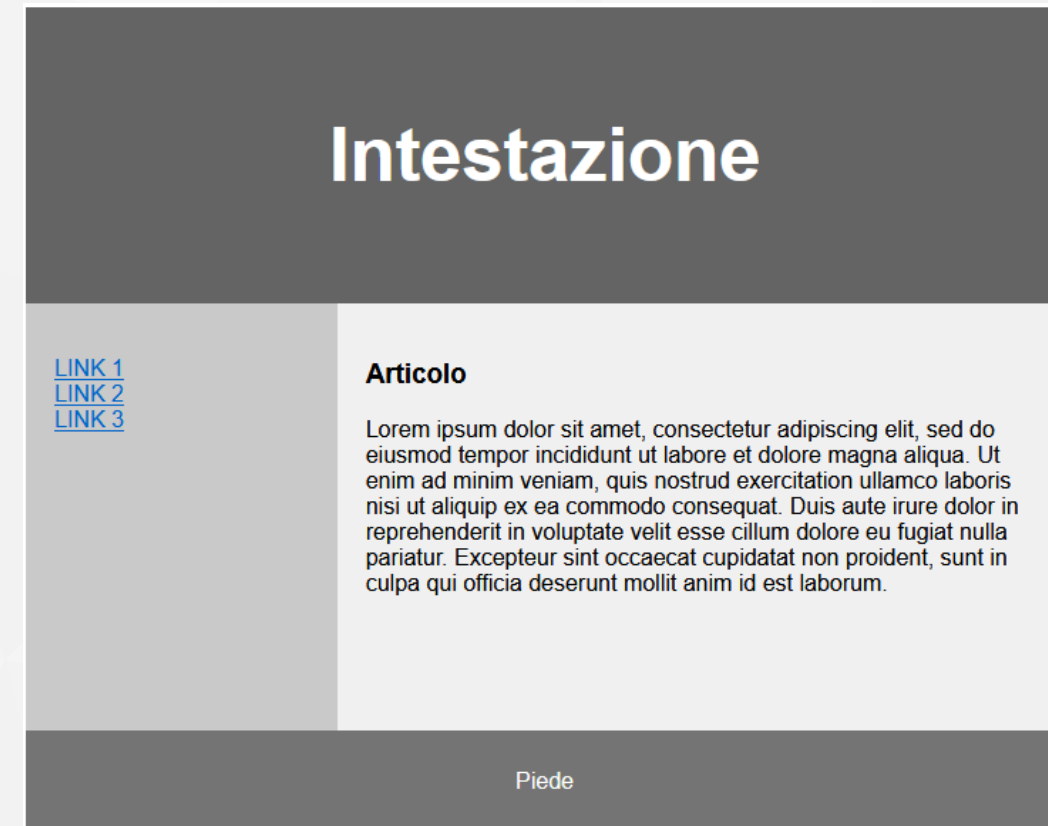 Intestazione
LINK 1
LINK 2
LINK 3
Articolo
Lorem ipsum dolor sit amet, consectetur adipiscing elit, sed do
eiusmod tempor incididunt ut labore et dolore magna aliqua. Ut
enim ad minim veniam, quis nostrud exercitation ullamco laboris
nisi ut aliquip ex ea commodo consequat. Duis aute irure dolor in
reprehenderit in voluptate velit esse cillum dolore eu fugiat nulla
pariatur. Excepteur sint occaecat cupidatat non proident, sunt in
culpa qui officia deserunt mollit anim id est laborum.
Piede